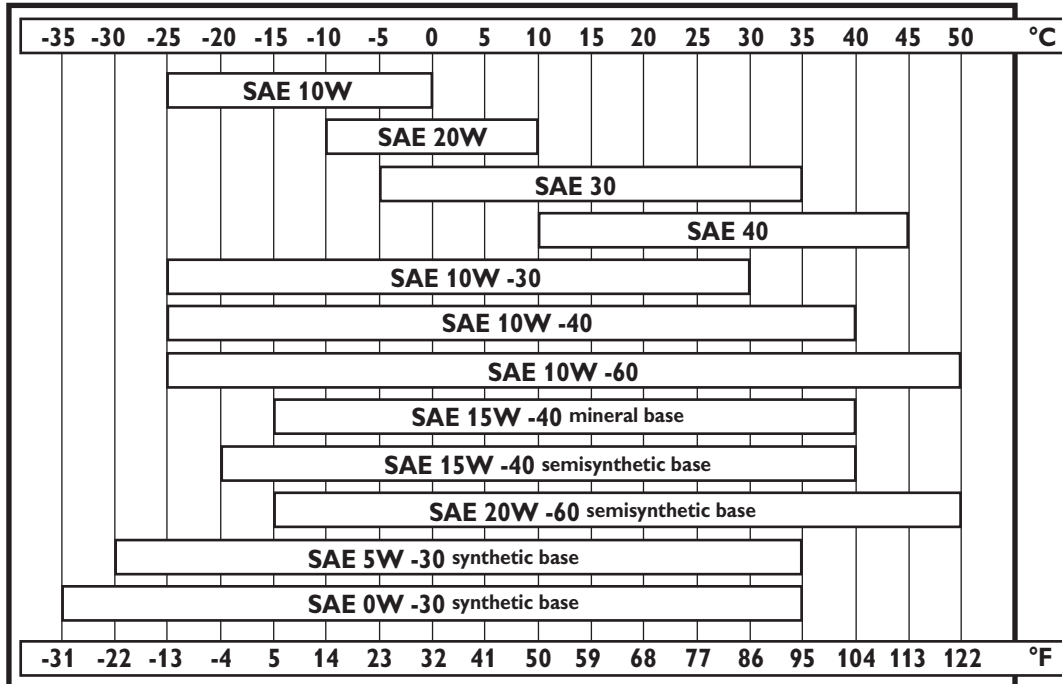 -35 -30 -25 -20 -15 -10 -5 0 5 10 15 20 25 30 35 40 45 50 °C
SAE 10W
SAE 20W
SAE 30
SAE 40
SAE 10W -30
SAE 10W -40
SAE 10W -60
SAE 15W -40 mineral base
SAE 15W -40 semisynthetic base
SAE 20W -60 semisynthetic base
SAE 5W -30 synthetic base
SAE 0W -30 synthetic base
-31 -22 -13 -4 5 14 23 32 41 50 59 68 77 86 95 104 113 122 °F